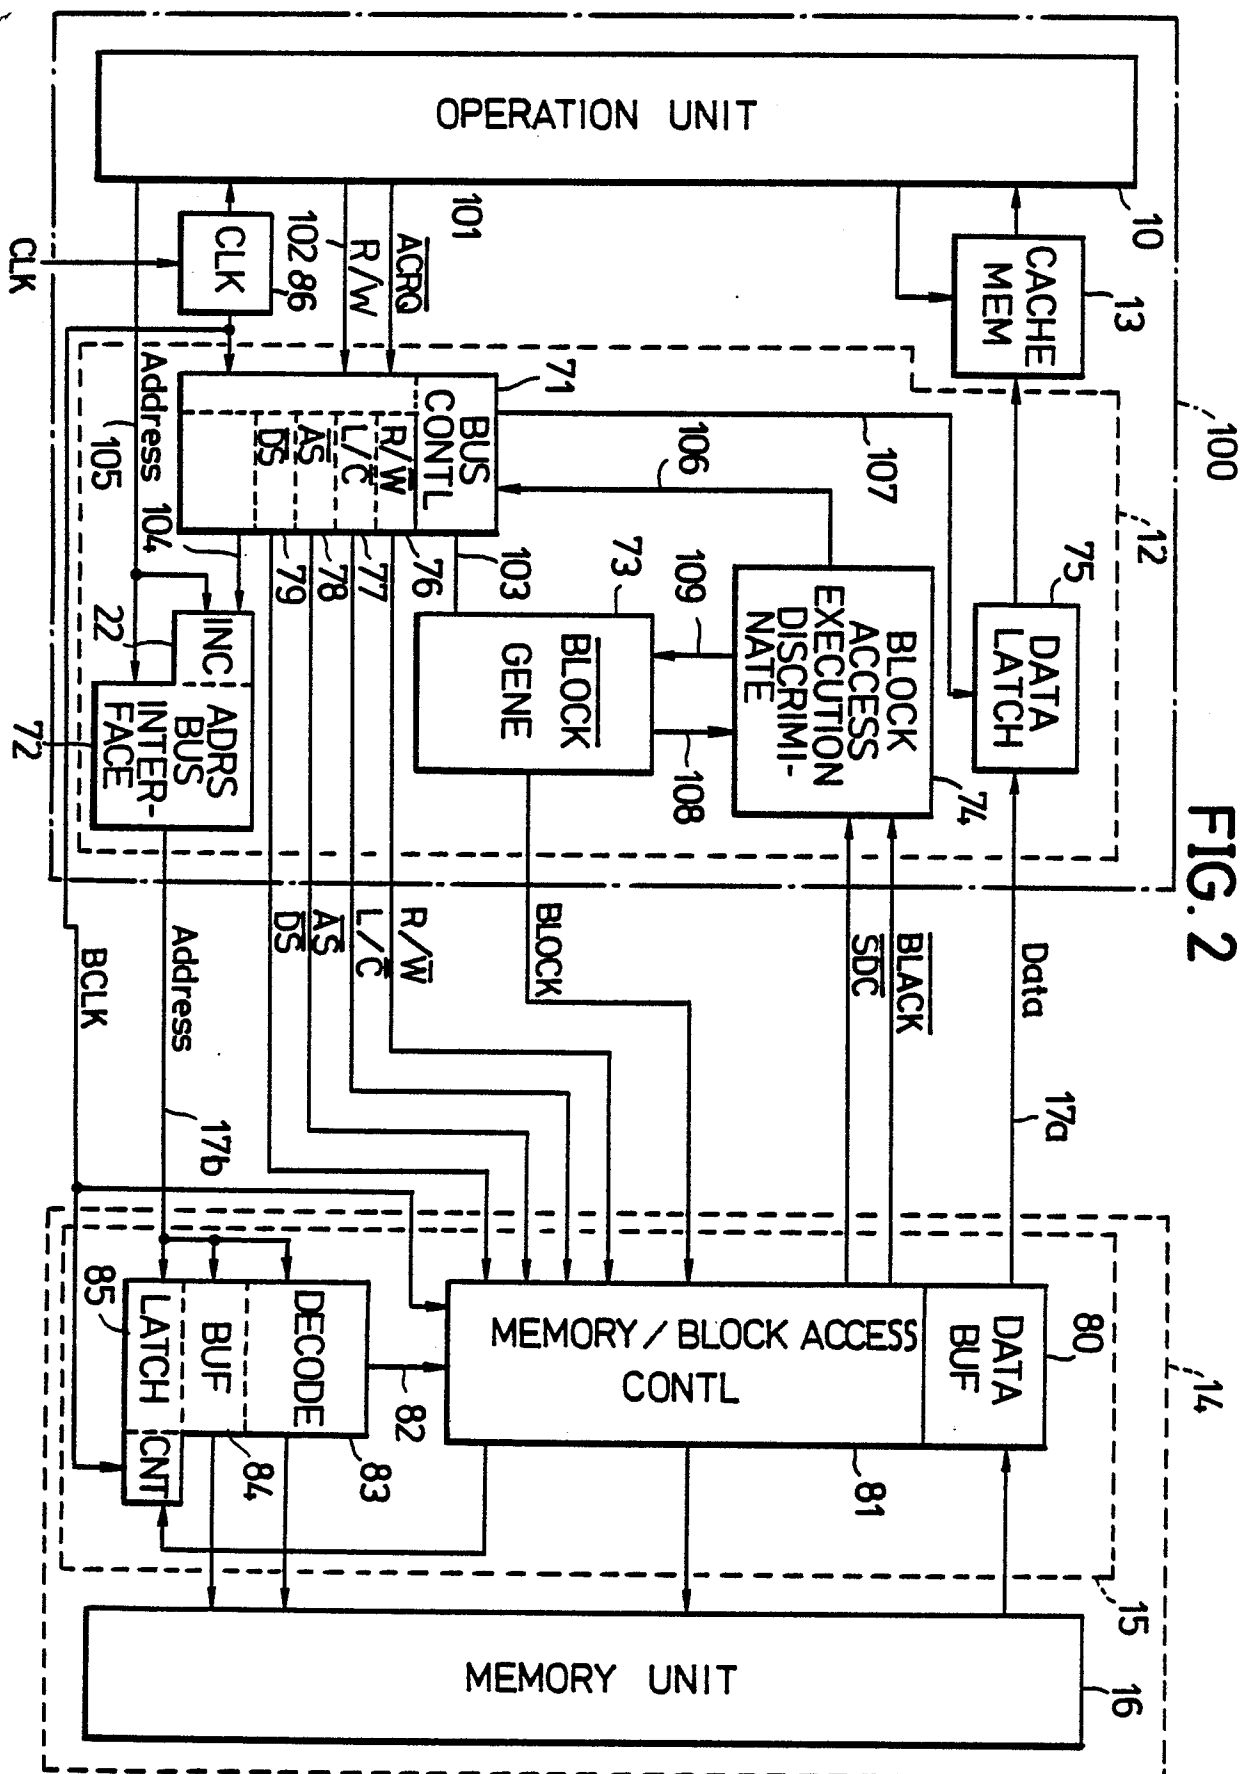 FIG. 2
100
12
14
15
10
OPERATION UNIT
13
CACHE
MEM
75
DATA
LATCH
Data
17a
80
DATA
BUF
107
106
74
BLOCK
ACCESS
EXECUTION
DISCRIMI-
NATE
BLACK
SDC
81
MEMORY / BLOCK ACCESS
CONTL
109
108
73
BLOCK
GENE
BLOCK
103
71
BUS
CONTL
R/W
L/C
AS
DS
76
77
78
79
R/W
L/C
AS
DS
101
ACRQ
102
R/W
86
CLK
CLK
Address
105
104
22
INC
ADRS
BUS
INTER-
FACE
72
Address
17b
BCLK
82
83
DECODE
84
BUF
85
LATCH
CNT
16
MEMORY UNIT